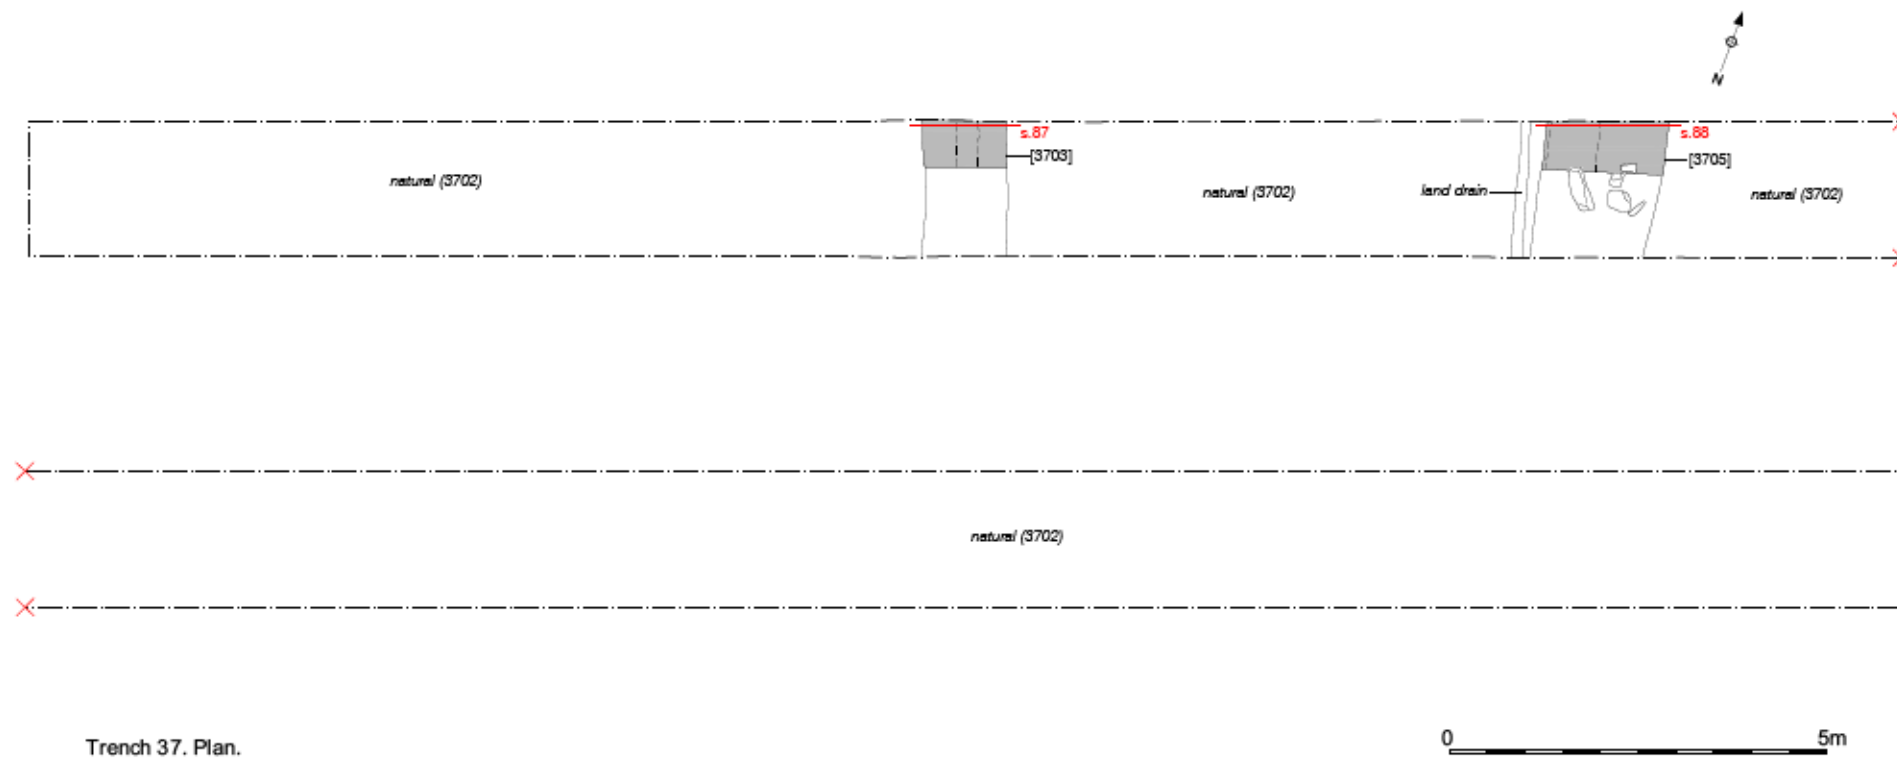 N
s.87
[3703]
natural (3702)
natural (3702)
land drain
s.88
[3705]
natural (3702)
natural (3702)
Trench 37. Plan.
0 5m